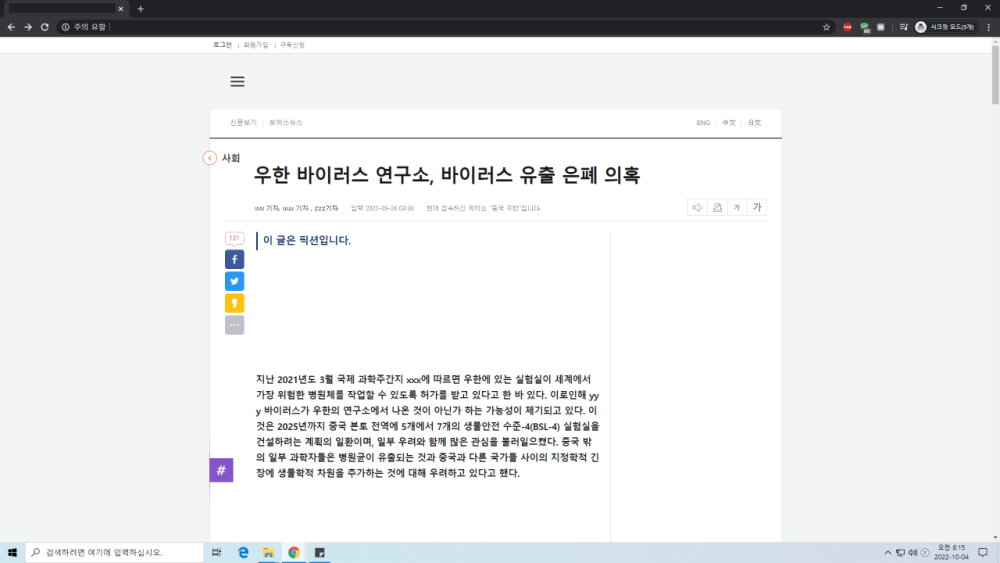 주의 요함
시크릿 모드(3개)
로그인 | 회원가입 | 구독신청
신문보기 | 보이스뉴스
ENG | 中文 | 日文
사회
우한 바이러스 연구소, 바이러스 유출 은폐 의혹
xxx 기자, uuu 기자 , zzz기자 입력 2022-09-26 03:00 현재 접속하신 위치는 "중국 우한"입니다.
가 가
131
이 글은 픽션입니다.
지난 2021년도 3월 국제 과학주간지 xxx에 따르면 우한에 있는 실험실이 세계에서
가장 위험한 병원체를 작업할 수 있도록 허가를 받고 있다고 한 바 있다. 이로인해 yy
y 바이러스가 우한의 연구소에서 나온 것이 아닌가 하는 가능성이 제기되고 있다. 이
것은 2025년까지 중국 본토 전역에 5개에서 7개의 생물안전 수준-4(BSL-4) 실험실을
건설하려는 계획의 일환이며, 일부 우려와 함께 많은 관심을 불러일으켰다. 중국 밖
의 일부 과학자들은 병원균이 유출되는 것과 중국과 다른 국가들 사이의 지정학적 긴
장에 생물학적 차원을 추가하는 것에 대해 우려하고 있다고 했다.
#
검색하려면 여기에 입력하십시오.
오전 8:15
2022-10-04